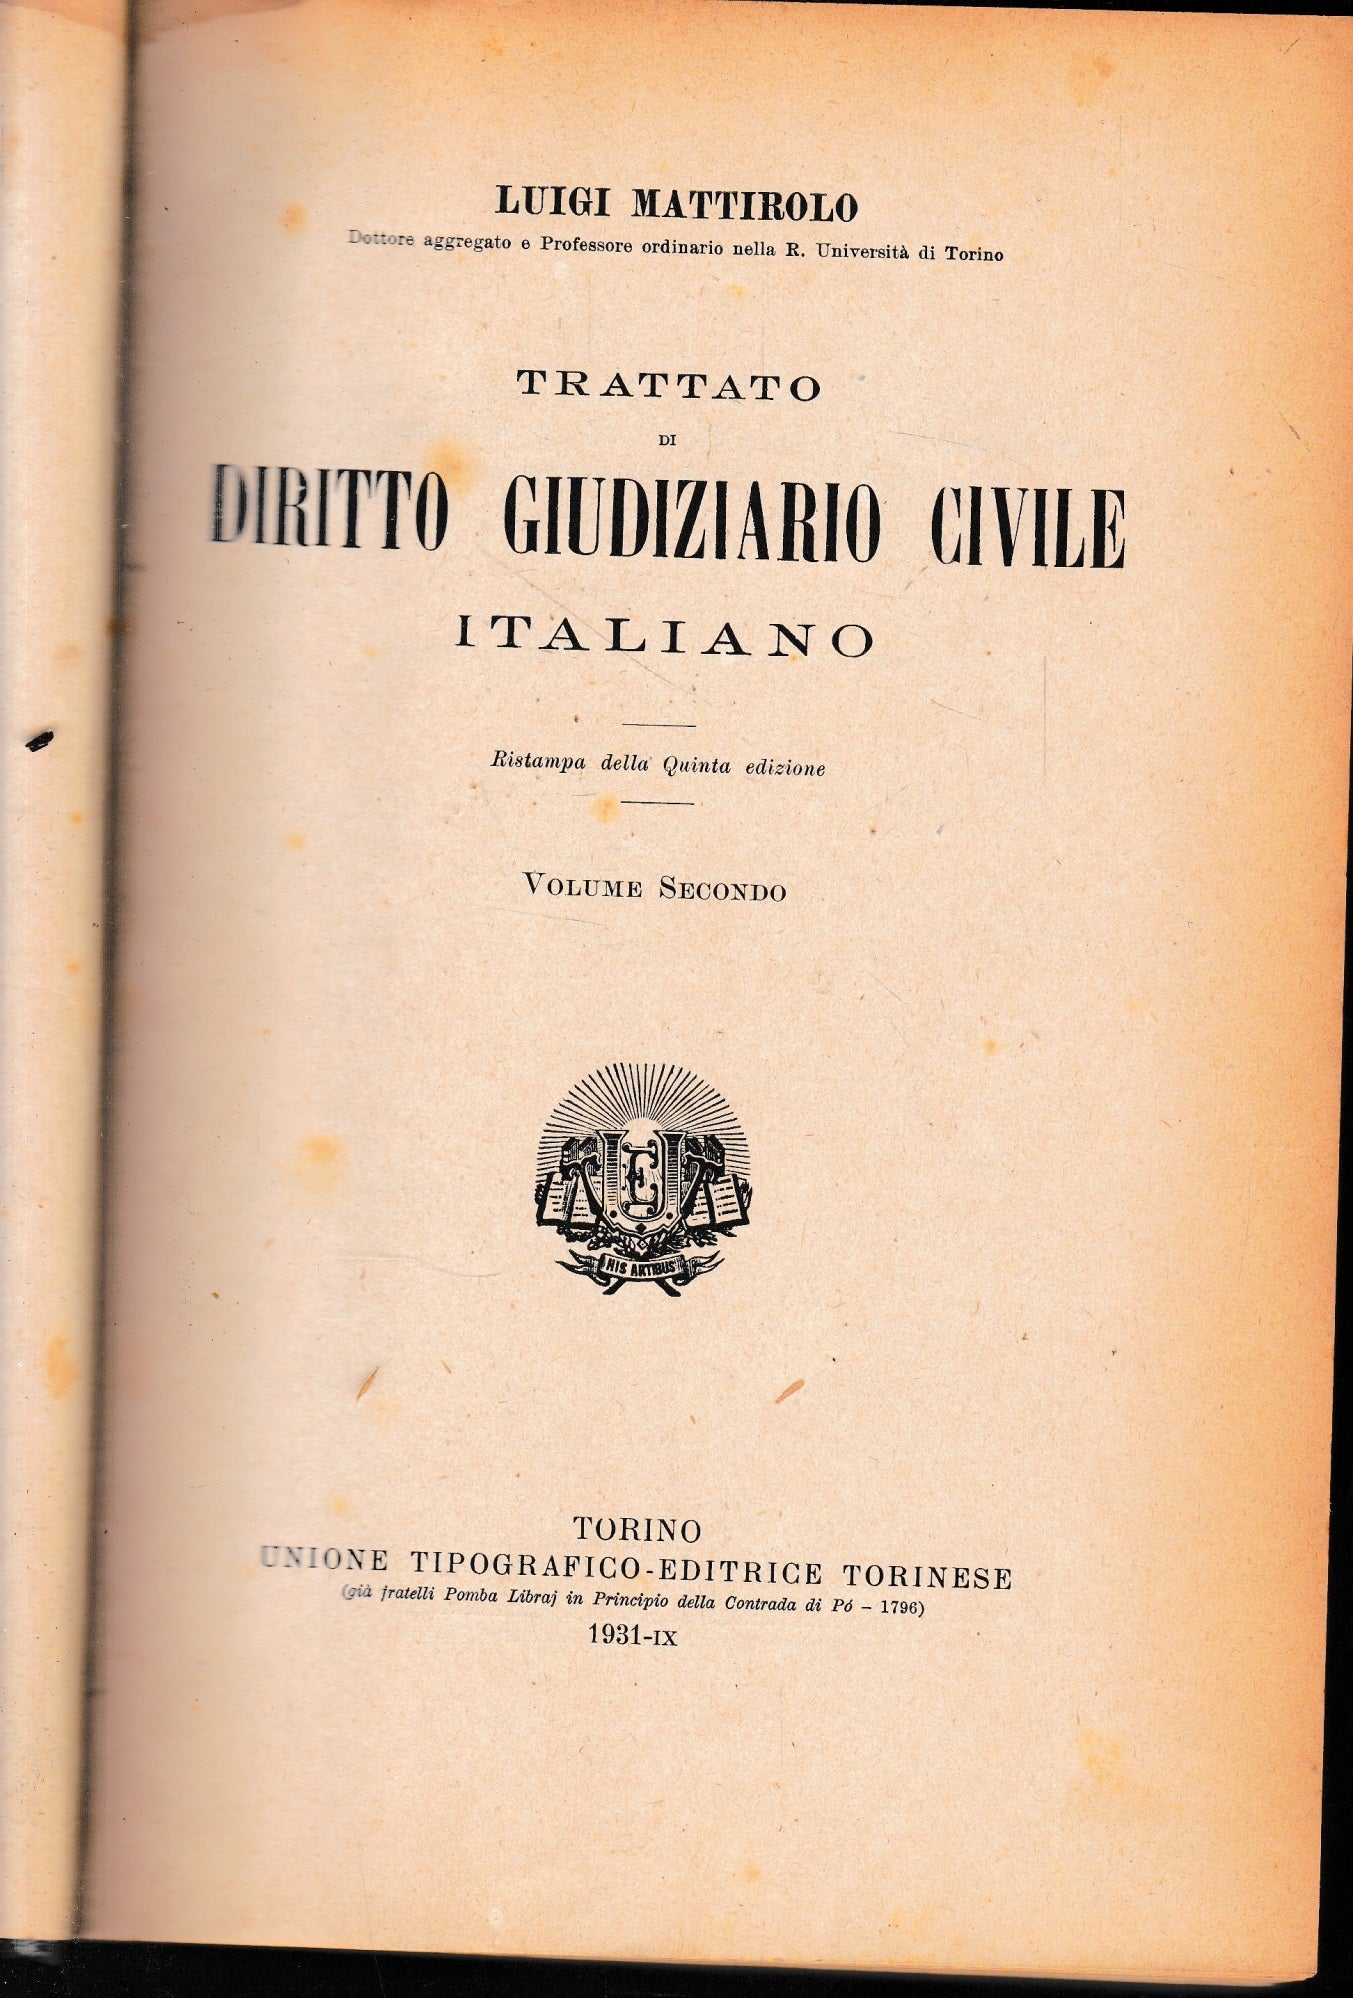 LUIGI MATTIROLO
Dottore aggregato e Professore ordinario nella R. Università di Torino
TRATTATO
DI
DIRITTO GIUDIZIARIO CIVILE
ITALIANO
Ristampa della Quinta edizione
VOLUME SECONDO
UTE
HIS ARTIBUS
TORINO
UNIONE TIPOGRAFICO-EDITRICE TORINESE
(già fratelli Pomba Libraj in Principio della Contrada di Pó – 1796)
1931-IX